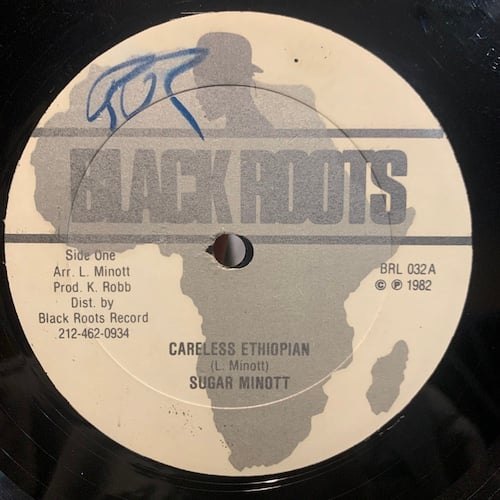 BLACK ROOTS
Side One
Arr. L. Minott
Prod. K. Robb
Dist. by
Black Roots Record
212-462-0934
BRL 032A
© ℗ 1982
CARELESS ETHIOPIAN
(L. Minott)
SUGAR MINOTT